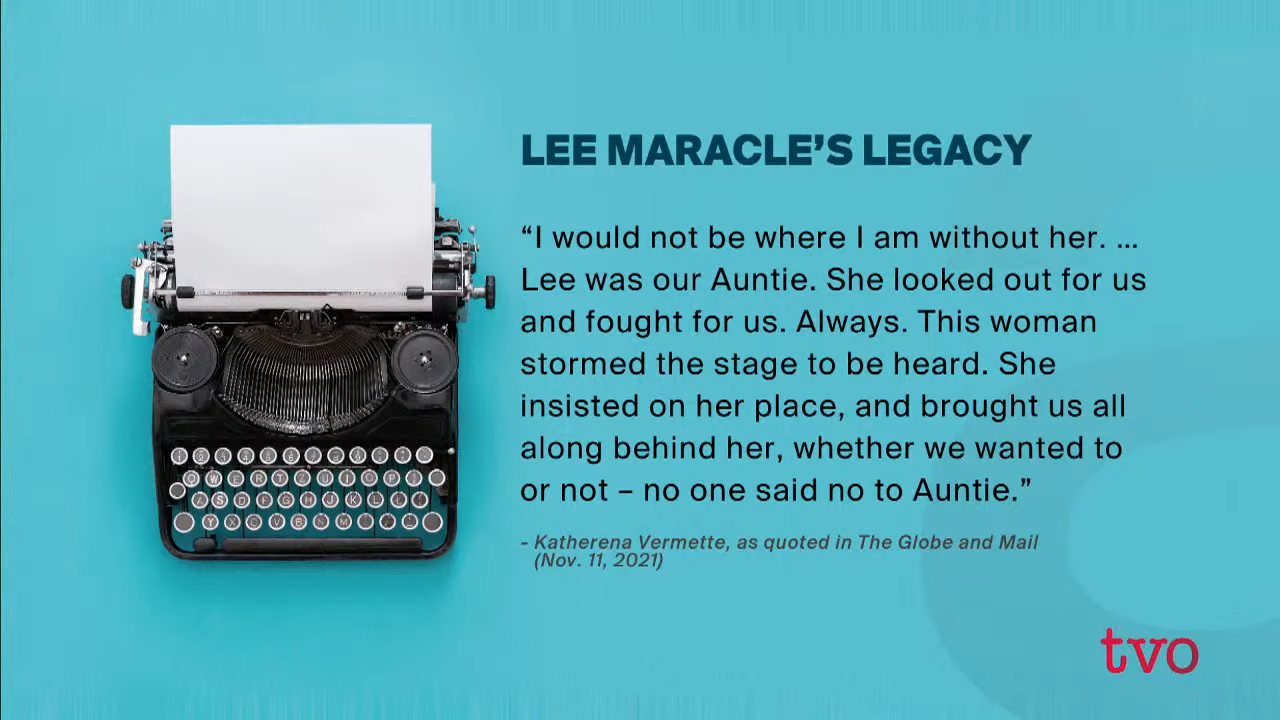 LEE MARACLE’S LEGACY
“I would not be where I am without her. ...
Lee was our Auntie. She looked out for us
and fought for us. Always. This woman
stormed the stage to be heard. She
insisted on her place, and brought us all
along behind her, whether we wanted to
or not – no one said no to Auntie.”
- Katherena Vermette, as quoted in The Globe and Mail
(Nov. 11, 2021)
tvo